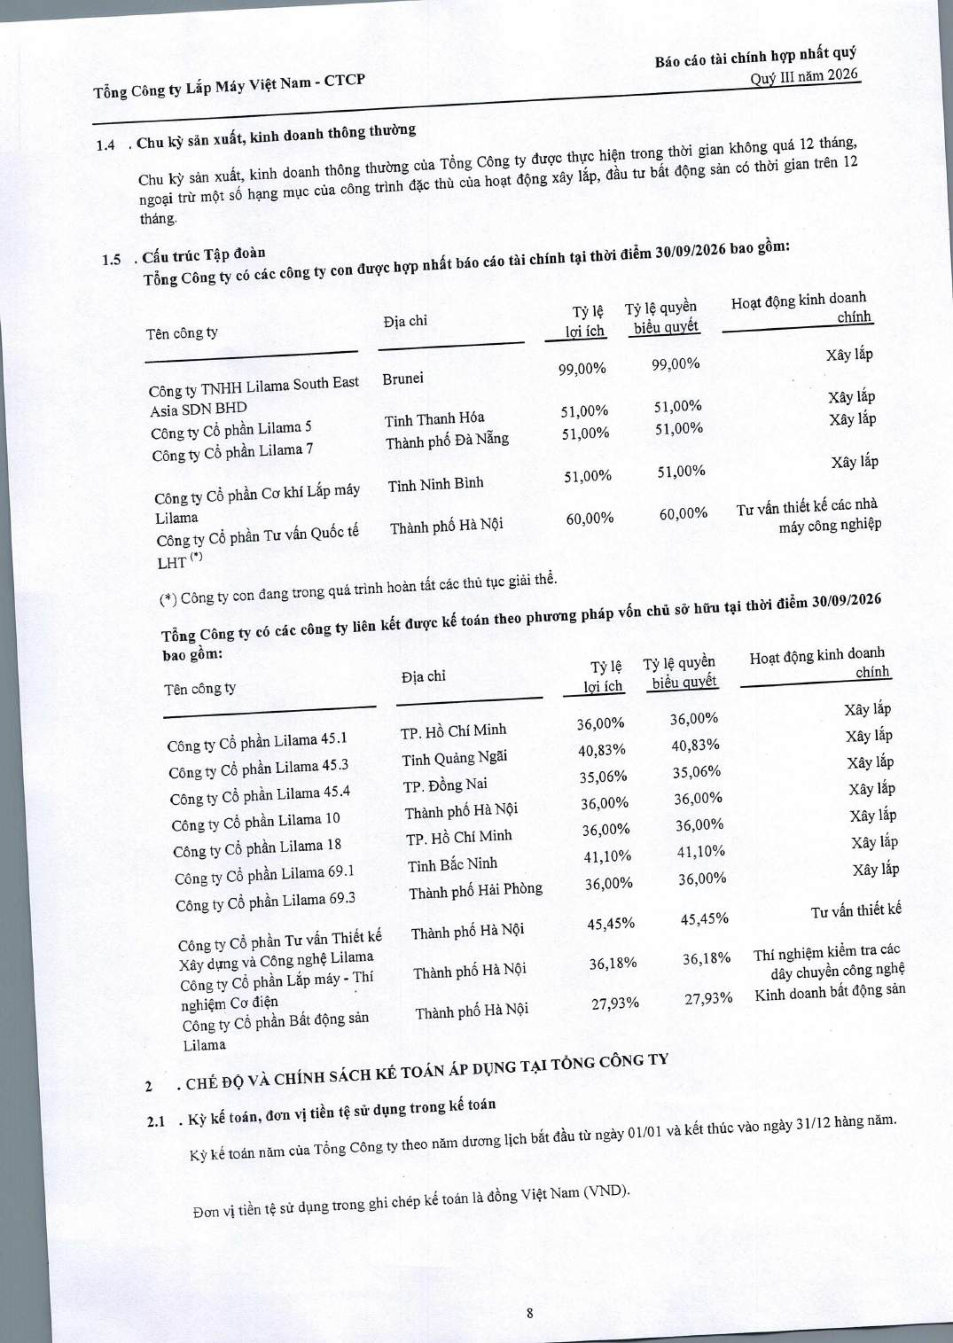 Tổng Công ty Lắp Máy Việt Nam - CTCP
Báo cáo tài chính hợp nhất quý
Quý III năm 2026
1.4 . Chu kỳ sản xuất, kinh doanh thông thường
Chu kỳ sản xuất, kinh doanh thông thường của Tổng Công ty được thực hiện trong thời gian không quá 12 tháng,
ngoại trừ một số hạng mục của công trình đặc thù của hoạt động xây lắp, đầu tư bất động sản có thời gian trên 12
tháng.
1.5 . Cấu trúc Tập đoàn
Tổng Công ty có các công ty con được hợp nhất báo cáo tài chính tại thời điểm 30/09/2026 bao gồm:
Tên công ty Địa chỉ Tỷ lệ lợi ích Tỷ lệ quyền biểu quyết Hoạt động kinh doanh chính
Công ty TNHH Lilama South East Asia SDN BHD Brunei 99,00% 99,00% Xây lắp
Công ty Cổ phần Lilama 5 Tỉnh Thanh Hóa 51,00% 51,00% Xây lắp
Công ty Cổ phần Lilama 7 Thành phố Đà Nẵng 51,00% 51,00% Xây lắp
Công ty Cổ phần Cơ khí Lắp máy Lilama Tỉnh Ninh Bình 51,00% 51,00% Xây lắp
Công ty Cổ phần Tư vấn Quốc tế LHT (*) Thành phố Hà Nội 60,00% 60,00% Tư vấn thiết kế các nhà máy công nghiệp
(*) Công ty con đang trong quá trình hoàn tất các thủ tục giải thể.
Tổng Công ty có các công ty liên kết được kế toán theo phương pháp vốn chủ sở hữu tại thời điểm 30/09/2026
bao gồm:
Tên công ty Địa chỉ Tỷ lệ lợi ích Tỷ lệ quyền biểu quyết Hoạt động kinh doanh chính
Công ty Cổ phần Lilama 45.1 TP. Hồ Chí Minh 36,00% 36,00% Xây lắp
Công ty Cổ phần Lilama 45.3 Tỉnh Quảng Ngãi 40,83% 40,83% Xây lắp
Công ty Cổ phần Lilama 45.4 TP. Đồng Nai 35,06% 35,06% Xây lắp
Công ty Cổ phần Lilama 10 Thành phố Hà Nội 36,00% 36,00% Xây lắp
Công ty Cổ phần Lilama 18 TP. Hồ Chí Minh 36,00% 36,00% Xây lắp
Công ty Cổ phần Lilama 69.1 Tỉnh Bắc Ninh 41,10% 41,10% Xây lắp
Công ty Cổ phần Lilama 69.3 Thành phố Hải Phòng 36,00% 36,00% Xây lắp
Công ty Cổ phần Tư vấn Thiết kế Xây dựng và Công nghệ Lilama Thành phố Hà Nội 45,45% 45,45% Tư vấn thiết kế
Công ty Cổ phần Lắp máy - Thí nghiệm Cơ điện Thành phố Hà Nội 36,18% 36,18% Thí nghiệm kiểm tra các dây chuyền công nghệ
Công ty Cổ phần Bất động sản Lilama Thành phố Hà Nội 27,93% 27,93% Kinh doanh bất động sản
2 . CHẾ ĐỘ VÀ CHÍNH SÁCH KẾ TOÁN ÁP DỤNG TẠI TỔNG CÔNG TY
2.1 . Kỳ kế toán, đơn vị tiền tệ sử dụng trong kế toán
Kỳ kế toán năm của Tổng Công ty theo năm dương lịch bắt đầu từ ngày 01/01 và kết thúc vào ngày 31/12 hàng năm.
Đơn vị tiền tệ sử dụng trong ghi chép kế toán là đồng Việt Nam (VND).
8